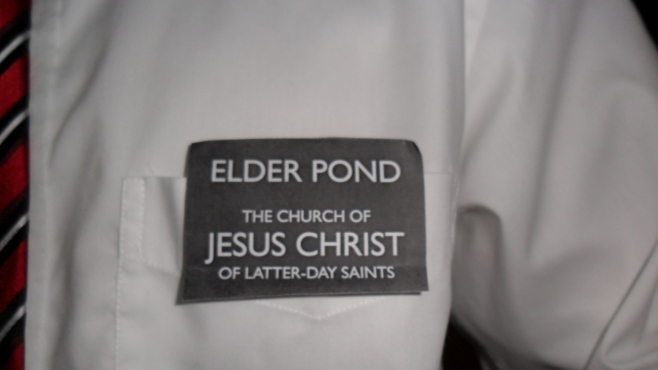 ELDER POND
THE CHURCH OF
JESUS CHRIST
OF LATTER-DAY SAINTS